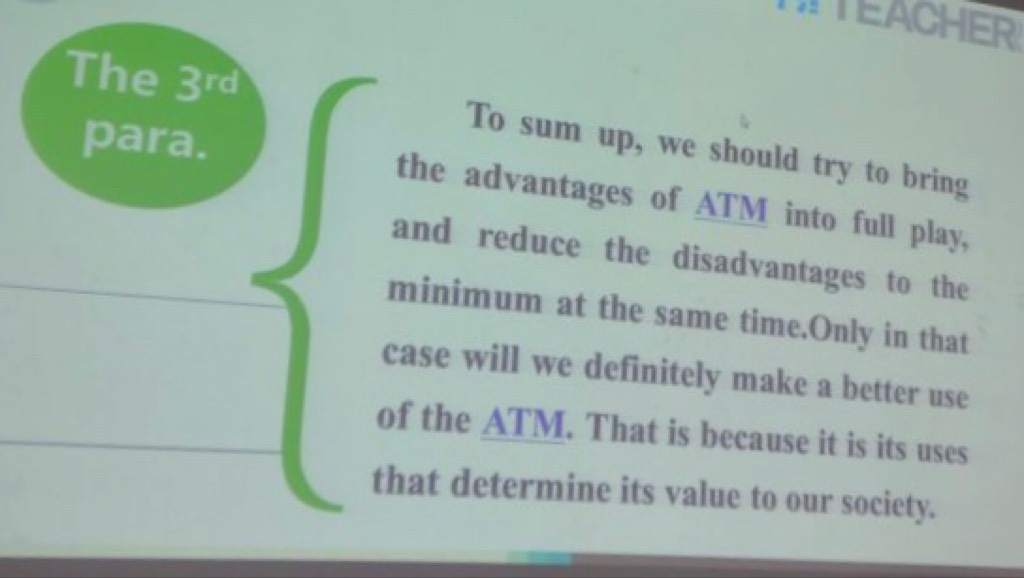 TEACHER
The 3rd
para.
To sum up, we should try to bring
the advantages of ATM into full play,
and reduce the disadvantages to the
minimum at the same time.Only in that
case will we definitely make a better use
of the ATM. That is because it is its uses
that determine its value to our society.